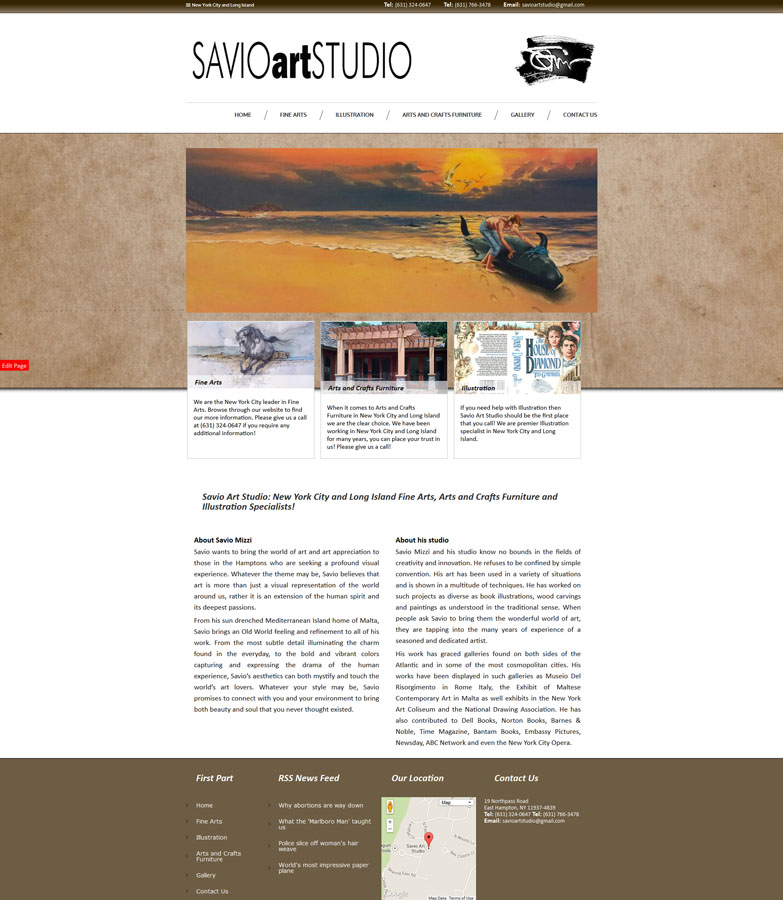 New York City and Long Island
Tel: (631) 324-0647 Tel: (631) 766-3478 Email: savioartstudio@gmail.com
SAVIOartSTUDIO
HOME / FINE ARTS / ILLUSTRATION / ARTS AND CRAFTS FURNITURE / GALLERY / CONTACT US
Edit Page
Fine Arts
We are the New York City leader in Fine
Arts. Browse through our website to find
our more information. Please give us a call
at (631) 324-0647 if you require any
additional information!
Arts and Crafts Furniture
When it comes to Arts and Crafts
Furniture in New York City and Long Island
we are the clear choice. We have been
working in New York City and Long Island
for many years, you can place your trust in
us! Please give us a call!
HOUSE of
DIAMOND
Illustration
If you need help with Illustration then
Savio Art Studio should be the first place
that you call! We are premier Illustration
specialist in New York City and Long
Island.
Savio Art Studio: New York City and Long Island Fine Arts, Arts and Crafts Furniture and
Illustration Specialists!
About Savio Mizzi
Savio wants to bring the world of art and art appreciation to
those in the Hamptons who are seeking a profound visual
experience. Whatever the theme may be, Savio believes that
art is more than just a visual representation of the world
around us, rather it is an extension of the human spirit and
its deepest passions.
From his sun drenched Mediterranean Island home of Malta,
Savio brings an Old World feeling and refinement to all of his
work. From the most subtle detail illuminating the charm
found in the everyday, to the bold and vibrant colors
capturing and expressing the drama of the human
experience, Savio's aesthetics can both mystify and touch the
world's art lovers. Whatever your style may be, Savio
promises to connect with you and your environment to bring
both beauty and soul that you never thought existed.
About his studio
Savio Mizzi and his studio know no bounds in the fields of
creativity and innovation. He refuses to be confined by simple
convention. His art has been used in a variety of situations
and is shown in a multitude of techniques. He has worked on
such projects as diverse as book illustrations, wood carvings
and paintings as understood in the traditional sense. When
people ask Savio to bring them the wonderful world of art,
they are tapping into the many years of experience of a
seasoned and dedicated artist.
His work has graced galleries found on both sides of the
Atlantic and in some of the most cosmopolitan cities. His
works have been displayed in such galleries as Museio Del
Risorgimento in Rome Italy, the Exhibit of Maltese
Contemporary Art in Malta as well exhibits in the New York
Art Coliseum and the National Drawing Association. He has
also contributed to Dell Books, Norton Books, Barnes &
Noble, Time Magazine, Bantam Books, Embassy Pictures,
Newsday, ABC Network and even the New York City Opera.
First Part
Home
Fine Arts
Illustration
Arts and Crafts
Furniture
Gallery
Contact Us
RSS News Feed
Why abortions are way down
What the 'Marlboro Man' taught
us
Police slice off woman's hair
weave
World's most impressive paper
plane
Our Location
Map
Savio Art
Studio
Google
Map Data Terms of Use
Contact Us
19 Northpass Road
East Hampton, NY 11937-4839
Tel: (631) 324-0647 Tel: (631) 766-3478
Email: savioartstudio@gmail.com